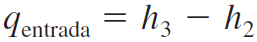 q_entrada = h_3 − h_2